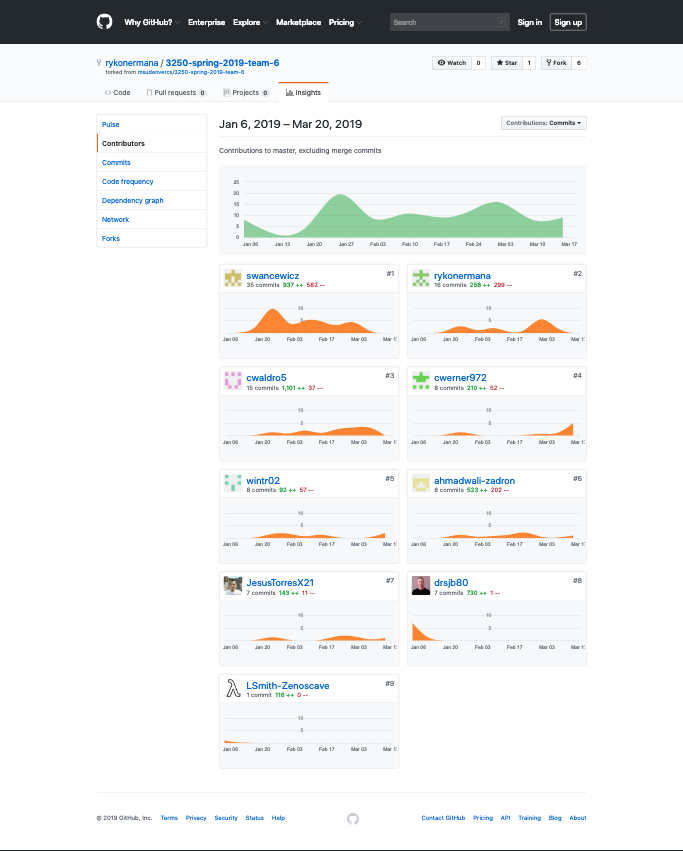 Why GitHub? Enterprise Explore Marketplace Pricing Search / Sign in Sign up
rykonermana / 3250-spring-2019-team-6
forked from msudenvercs/3250-spring-2019-team-6
Watch 0 Star 1 Fork 6
Code Pull requests 0 Projects 0 Insights
Pulse
Contributors
Commits
Code frequency
Dependency graph
Network
Forks
Jan 6, 2019 – Mar 20, 2019
Contributions: Commits
Contributions to master, excluding merge commits
25
20
15
10
5
0
Jan 06 Jan 13 Jan 20 Jan 27 Feb 03 Feb 10 Feb 17 Feb 24 Mar 03 Mar 10 Mar 17
swancewicz #1
35 commits 937 ++ 582 --
10
5
Jan 06 Jan 20 Feb 03 Feb 17 Mar 03 Mar 17
rykonermana #2
16 commits 258 ++ 299 --
10
5
Jan 06 Jan 20 Feb 03 Feb 17 Mar 03 Mar 17
cwaldro5 #3
15 commits 1,101 ++ 37 --
10
5
Jan 06 Jan 20 Feb 03 Feb 17 Mar 03 Mar 17
cwerner972 #4
8 commits 210 ++ 52 --
10
5
Jan 06 Jan 20 Feb 03 Feb 17 Mar 03 Mar 17
wintr02 #5
8 commits 92 ++ 57 --
10
5
Jan 06 Jan 20 Feb 03 Feb 17 Mar 03 Mar 17
ahmadwali-zadron #6
8 commits 523 ++ 202 --
10
5
Jan 06 Jan 20 Feb 03 Feb 17 Mar 03 Mar 17
JesusTorresX21 #7
7 commits 143 ++ 11 --
10
5
Jan 06 Jan 20 Feb 03 Feb 17 Mar 03 Mar 17
drsjb80 #8
7 commits 730 ++ 1 --
10
5
Jan 06 Jan 20 Feb 03 Feb 17 Mar 03 Mar 17
LSmith-Zenoscave #9
1 commit 116 ++ 0 --
10
5
Jan 06 Jan 20 Feb 03 Feb 17 Mar 03 Mar 17
© 2019 GitHub, Inc. Terms Privacy Security Status Help Contact GitHub Pricing API Training Blog About